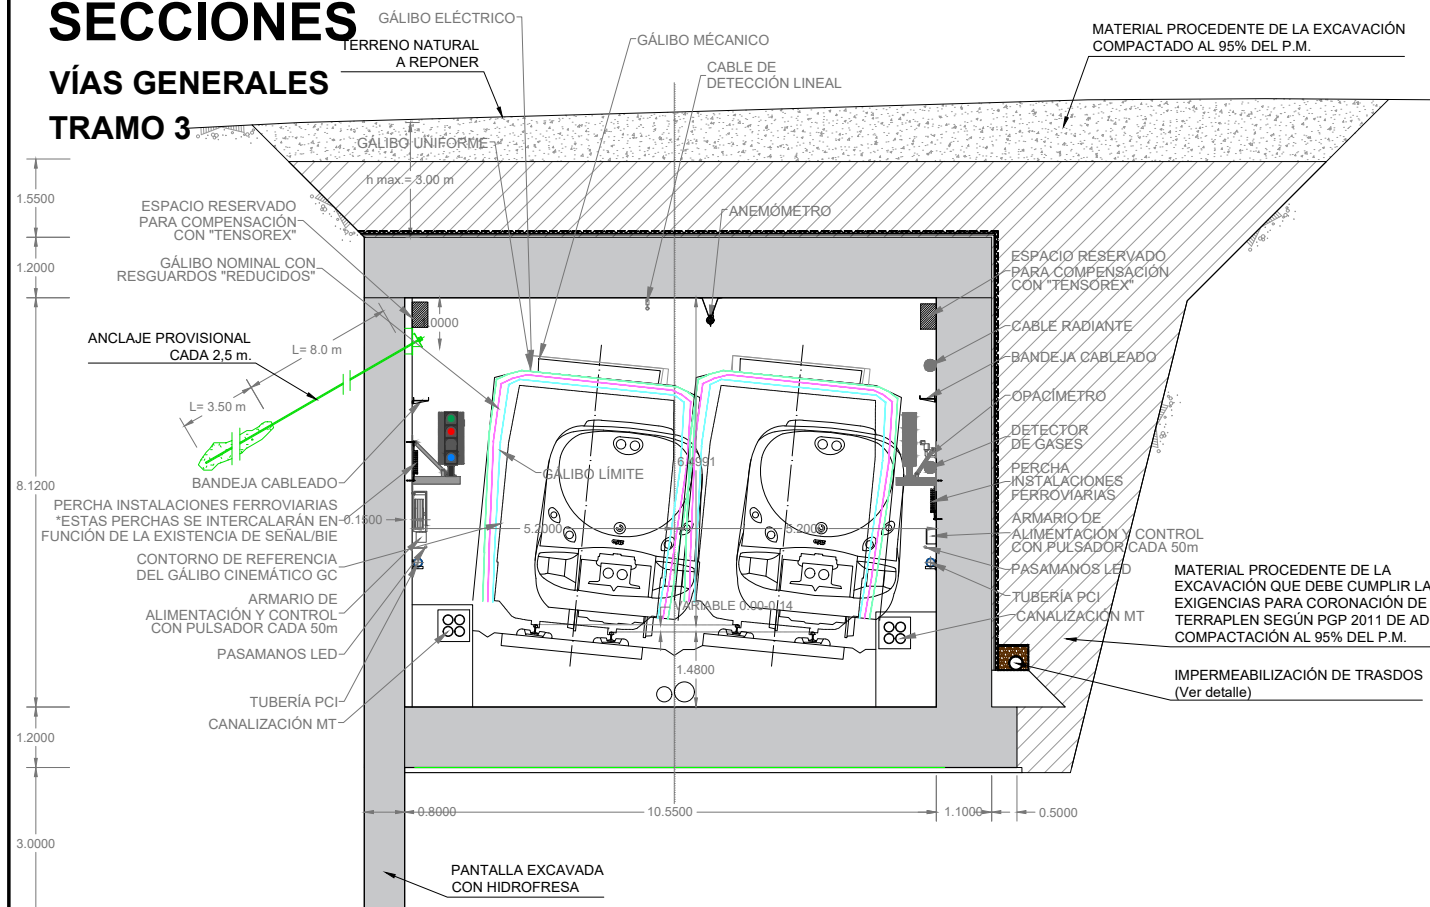 SECCIONES
VÍAS GENERALES
TRAMO 3
GÁLIBO ELÉCTRICO
TERRENO NATURAL
A REPONER
GÁLIBO MÉCANICO
CABLE DE
DETECCIÓN LINEAL
MATERIAL PROCEDENTE DE LA EXCAVACIÓN
COMPACTADO AL 95% DEL P.M.
GÁLIBO UNIFORME
h max.= 3.00 m
1.5500
1.2000
8.1200
1.2000
3.0000
ESPACIO RESERVADO
PARA COMPENSACIÓN
CON "TENSOREX"
GÁLIBO NOMINAL CON
RESGUARDOS "REDUCIDOS"
ANCLAJE PROVISIONAL
CADA 2,5 m.
L= 8.0 m
L= 3.50 m
BANDEJA CABLEADO
PERCHA INSTALACIONES FERROVIARIAS
*ESTAS PERCHAS SE INTERCALARÁN EN
FUNCIÓN DE LA EXISTENCIA DE SEÑAL/BIE
CONTORNO DE REFERENCIA
DEL GÁLIBO CINEMÁTICO GC
ARMARIO DE
ALIMENTACIÓN Y CONTROL
CON PULSADOR CADA 50m
PASAMANOS LED
TUBERÍA PCI
CANALIZACIÓN MT
ANEMÓMETRO
.0000
GÁLIBO LÍMITE
0.1500
5.2000
5.2000
VARIABLE 0.00-0.14
1.4800
ESPACIO RESERVADO
PARA COMPENSACIÓN
CON "TENSOREX"
CABLE RADIANTE
BANDEJA CABLEADO
OPACÍMETRO
DETECTOR
DE GASES
PERCHA
INSTALACIONES
FERROVIARIAS
ARMARIO DE
ALIMENTACIÓN Y CONTROL
CON PULSADOR CADA 50m
PASAMANOS LED
TUBERÍA PCI
CANALIZACIÓN MT
MATERIAL PROCEDENTE DE LA
EXCAVACIÓN QUE DEBE CUMPLIR LA
EXIGENCIAS PARA CORONACIÓN DE
TERRAPLEN SEGÚN PGP 2011 DE AD
COMPACTACIÓN AL 95% DEL P.M.
IMPERMEABILIZACIÓN DE TRASDOS
(Ver detalle)
0.8000
10.5500
1.1000
0.5000
PANTALLA EXCAVADA
CON HIDROFRESA